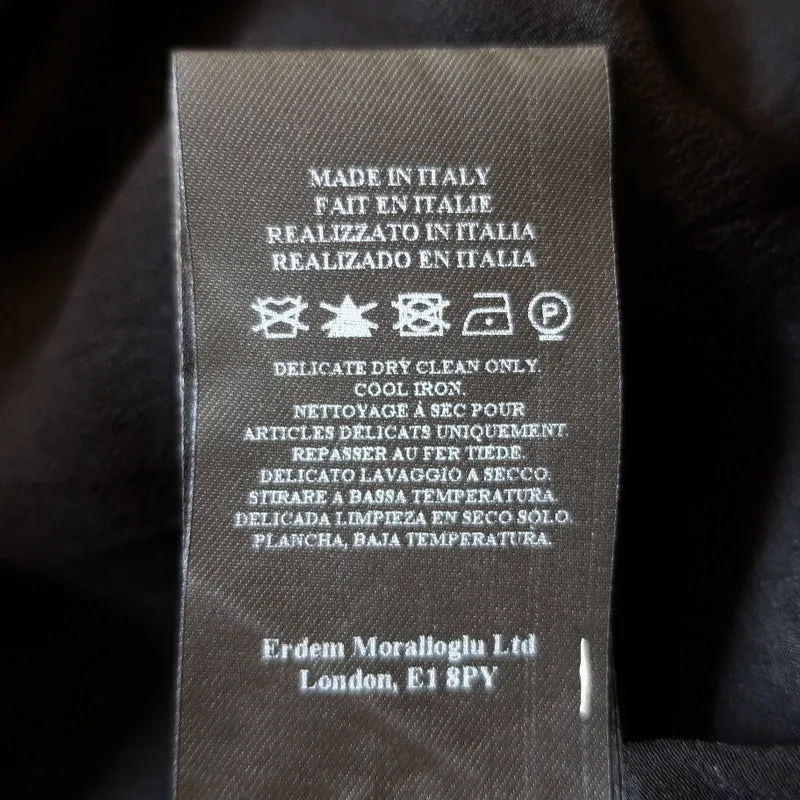 MADE IN ITALY
FAIT EN ITALIE
REALIZZATO IN ITALIA
REALIZADO EN ITALIA
P
DELICATE DRY CLEAN ONLY.
COOL IRON.
NETTOYAGE À SEC POUR
ARTICLES DÉLICATS UNIQUEMENT.
REPASSER AU FER TIÈDE.
DELICATO LAVAGGIO A SECCO.
STIRARE A BASSA TEMPERATURA.
DELICADA LIMPIEZA EN SECO SOLO.
PLANCHA, BAJA TEMPERATURA.
Erdem Moralioglu Ltd
London, E1 8PY